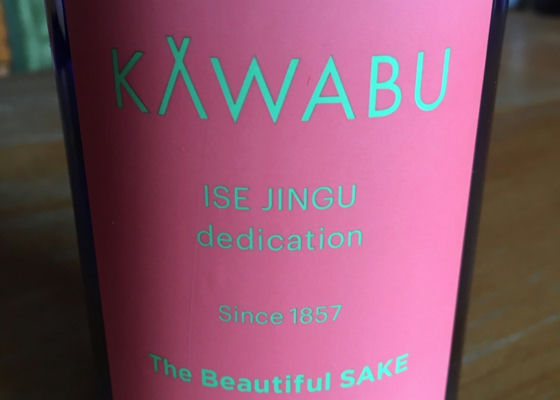 KAWABU
ISE JINGU
dedication
Since 1857
The Beautiful SAKE